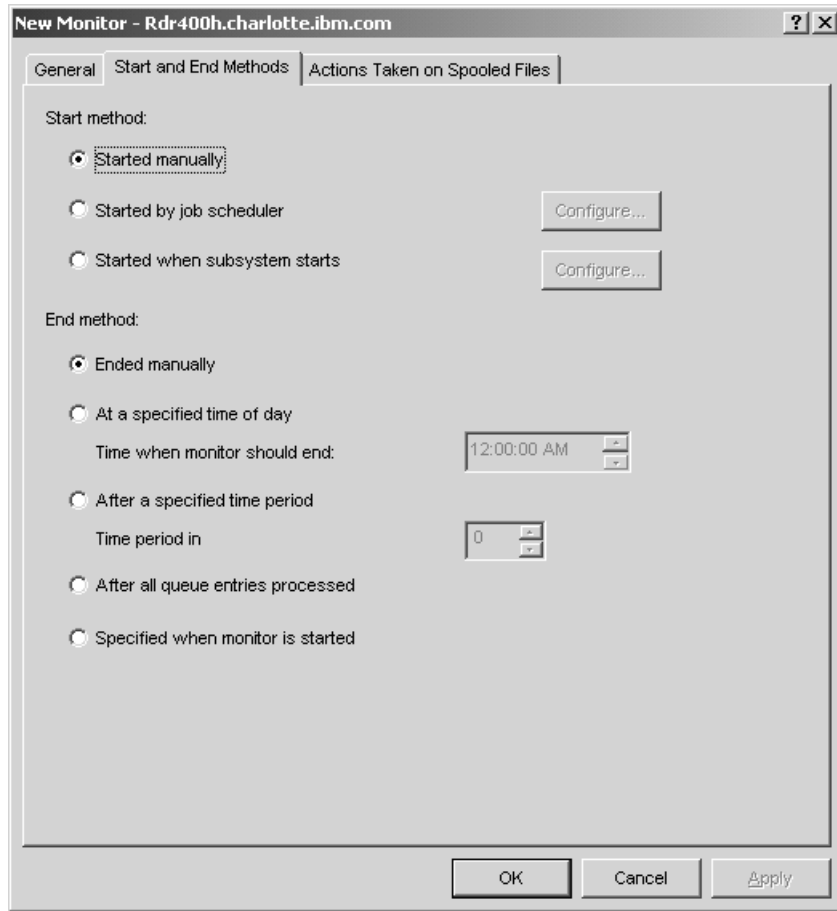 New Monitor - Rdr400h.charlotte.ibm.com
General Start and End Methods Actions Taken on Spooled Files
Start method:
Started manually
Started by job scheduler Configure...
Started when subsystem starts Configure...
End method:
Ended manually
At a specified time of day
Time when monitor should end: 12:00:00 AM
After a specified time period
Time period in 0
After all queue entries processed
Specified when monitor is started
OK Cancel Apply